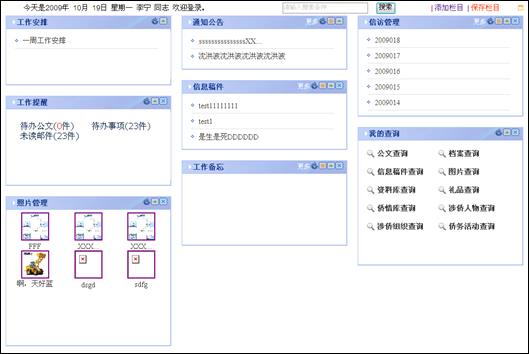 今天是2009年 10月 19日 星期一 李宁 同志 欢迎登录。
搜索
| 添加栏目 | 保存栏目
工作安排
一周工作安排
工作提醒
待办公文(0件) 待办事项(23件)
未读邮件(23件)
照片管理
FFF XXX XXX
啊，天好蓝 dsgd sdfg
通知公告 更多
sssssssssssssssXX...
沈洪波沈洪波沈洪波沈洪波
信息稿件 更多
test11111111
test1
是生是死DDDDDD
工作备忘
信访管理 更多
2009018
2009017
2009016
2009015
2009014
我的查询
公文查询 档案查询
信息稿件查询 图片查询
资料库查询 礼品查询
侨情库查询 涉侨人物查询
涉侨组织查询 侨务活动查询